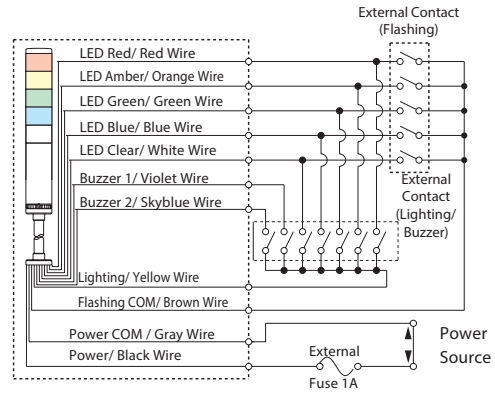 External Contact
(Flashing)
LED Red/ Red Wire
LED Amber/ Orange Wire
LED Green/ Green Wire
LED Blue/ Blue Wire
LED Clear/ White Wire
Buzzer 1/ Violet Wire
Buzzer 2/ Skyblue Wire
External
Contact
(Lighting/
Buzzer)
Lighting/ Yellow Wire
Flashing COM/ Brown Wire
Power COM / Gray Wire
Power/ Black Wire
External
Fuse 1A
Power
Source